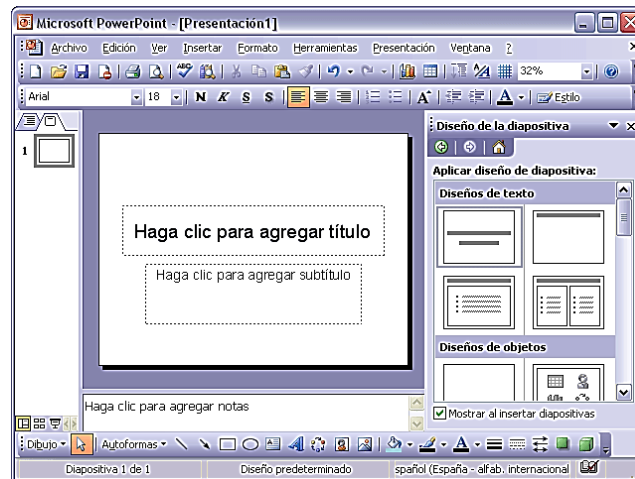 Microsoft PowerPoint - [Presentación1]
Archivo Edición Ver Insertar Formato Herramientas Presentación Ventana ?
32%
Arial 18 N K S S A A Estilo
1
Diseño de la diapositiva
Aplicar diseño de diapositiva:
Diseños de texto
Haga clic para agregar título
Haga clic para agregar subtítulo
Diseños de objetos
Haga clic para agregar notas
Mostrar al insertar diapositivas
Dibujo Autoformas A
Diapositiva 1 de 1 Diseño predeterminado spañol (España - alfab. internacional